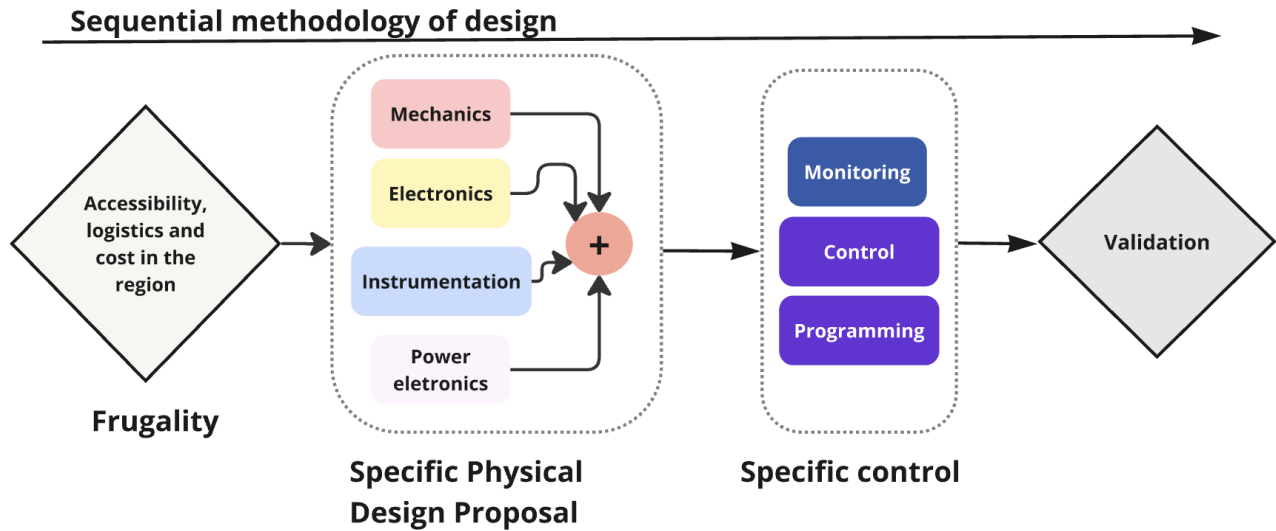 Sequential methodology of design
Accessibility,
logistics and
cost in the
region
Frugality
Mechanics
Electronics
Instrumentation
Power
eletronics
+
Specific Physical
Design Proposal
Monitoring
Control
Programming
Specific control
Validation